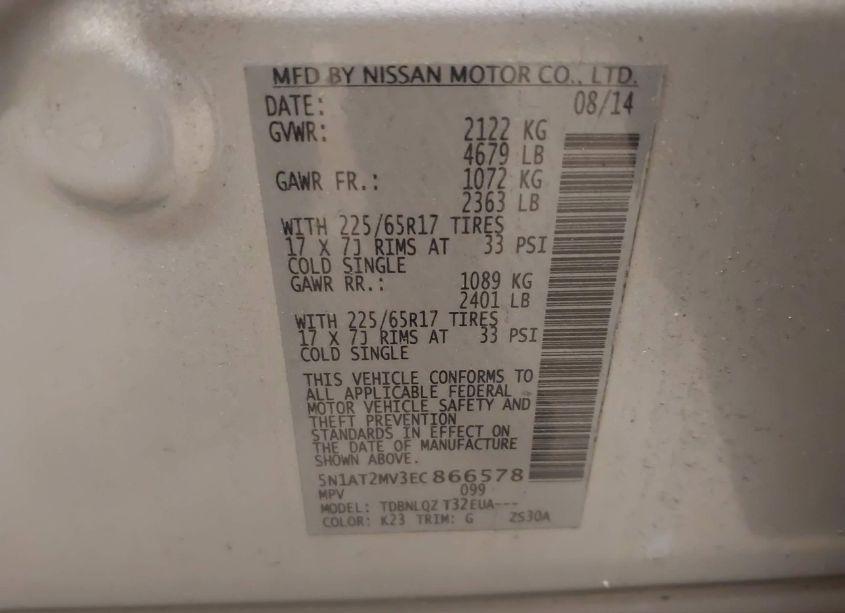 MFD BY NISSAN MOTOR CO., LTD.
DATE: 08/14
GVWR: 2122 KG
4679 LB
GAWR FR.: 1072 KG
2363 LB
WITH 225/65R17 TIRES
17 X 7J RIMS AT 33 PSI
COLD SINGLE
GAWR RR.: 1089 KG
2401 LB
WITH 225/65R17 TIRES
17 X 7J RIMS AT 33 PSI
COLD SINGLE
THIS VEHICLE CONFORMS TO
ALL APPLICABLE FEDERAL
MOTOR VEHICLE SAFETY AND
THEFT PREVENTION
STANDARDS IN EFFECT ON
THE DATE OF MANUFACTURE
SHOWN ABOVE.
5N1AT2MV3EC866578
MPV 099
MODEL: TDBNLQZ T32EUA---
COLOR: K23 TRIM: G ZS30A